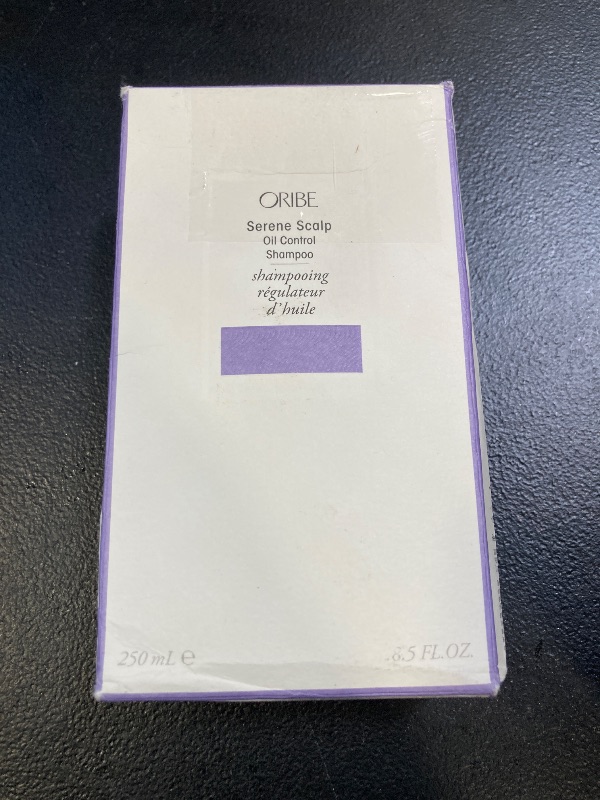 ORIBE
Serene Scalp
Oil Control
Shampoo
shampooing
régulateur
d'huile
250 mL ℮
8.5 FL.OZ.